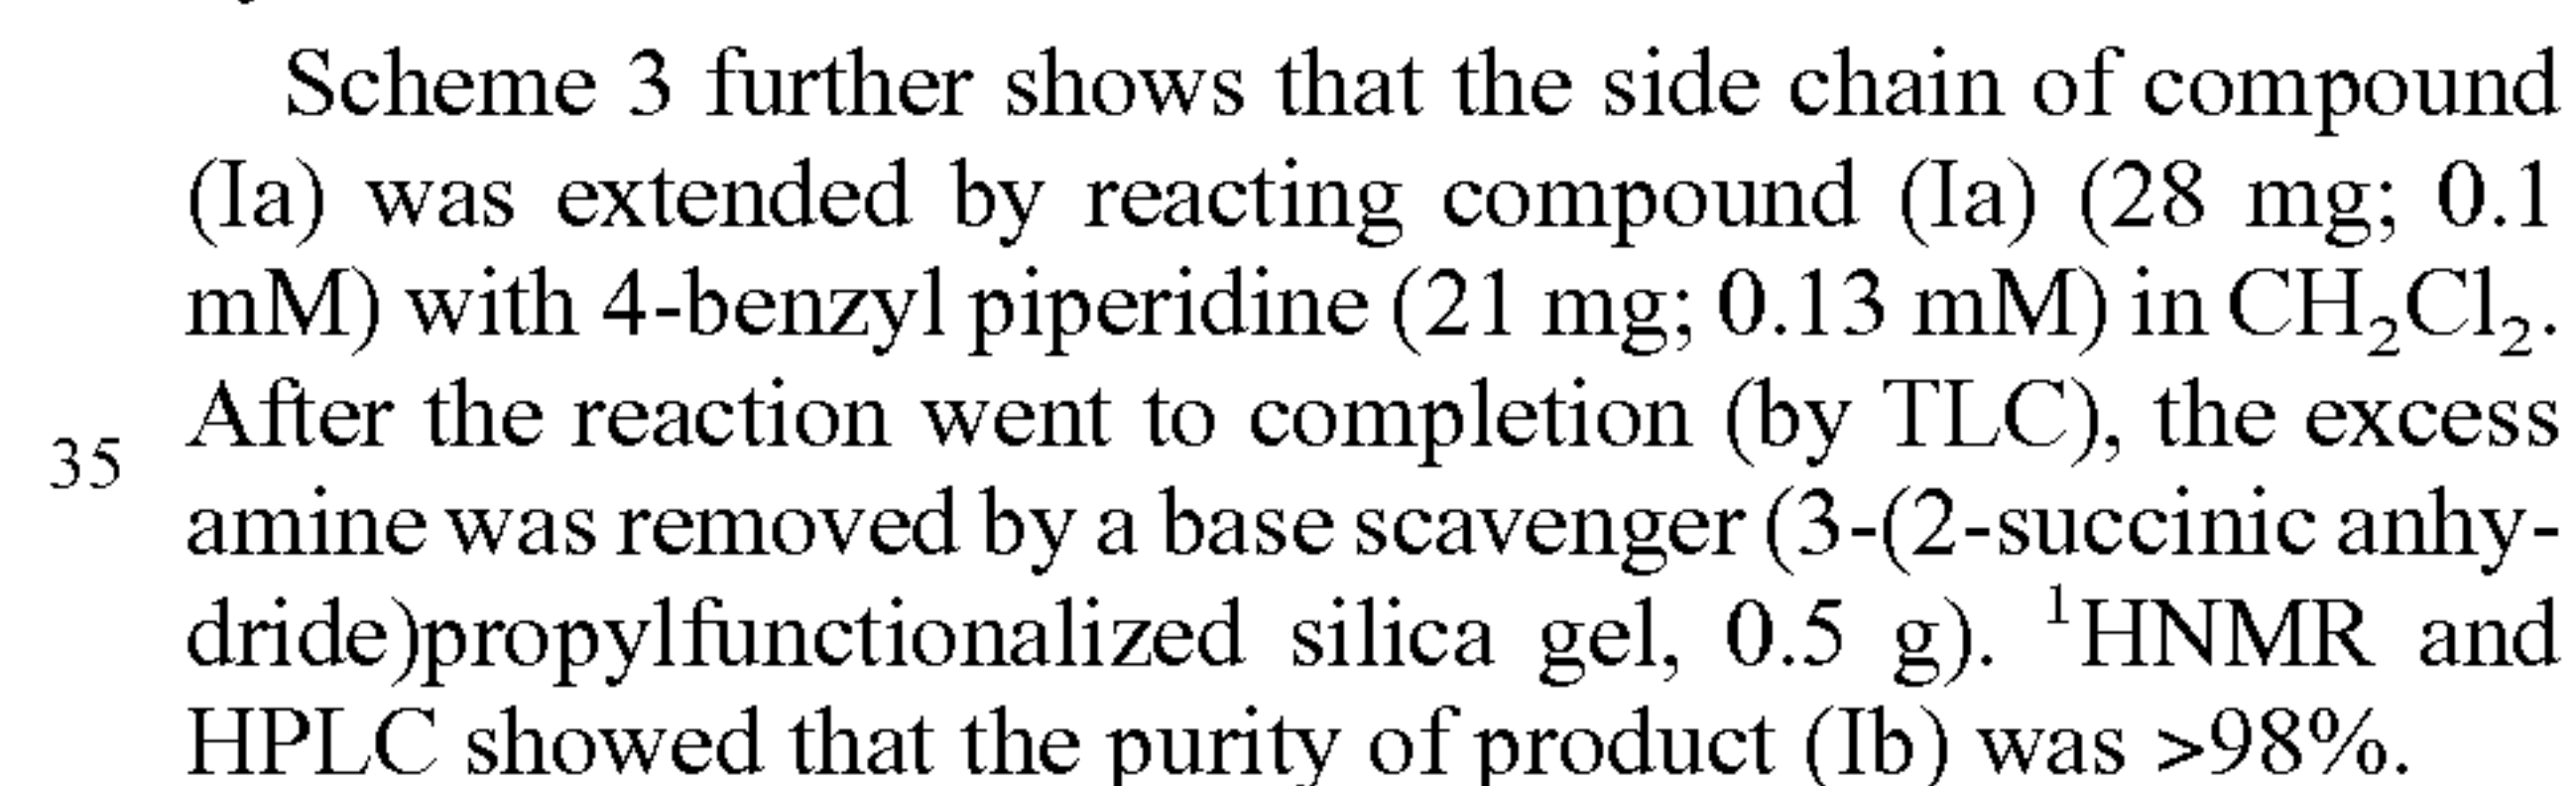 Scheme 3 further shows that the side chain of compound
(Ia) was extended by reacting compound (Ia) (28 mg; 0.1
mM) with 4-benzyl piperidine (21 mg; 0.13 mM) in CH₂Cl₂.
After the reaction went to completion (by TLC), the excess
35
amine was removed by a base scavenger (3-(2-succinic anhy-
dride)propylfunctionalized silica gel, 0.5 g). ¹HNMR and
HPLC showed that the purity of product (Ib) was >98%.